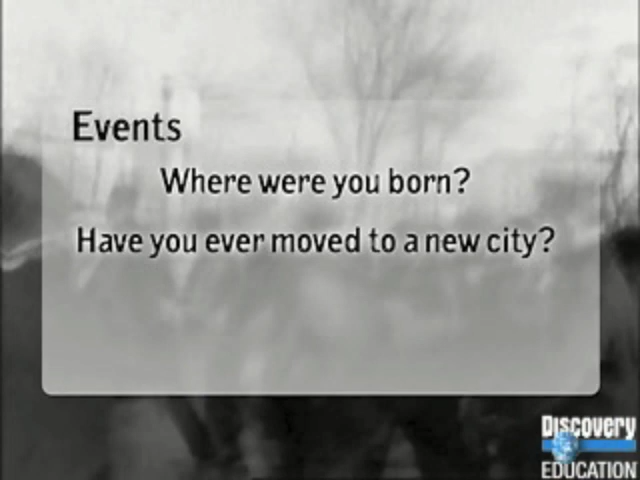 Events
Where were you born?
Have you ever moved to a new city?
Discovery
EDUCATION